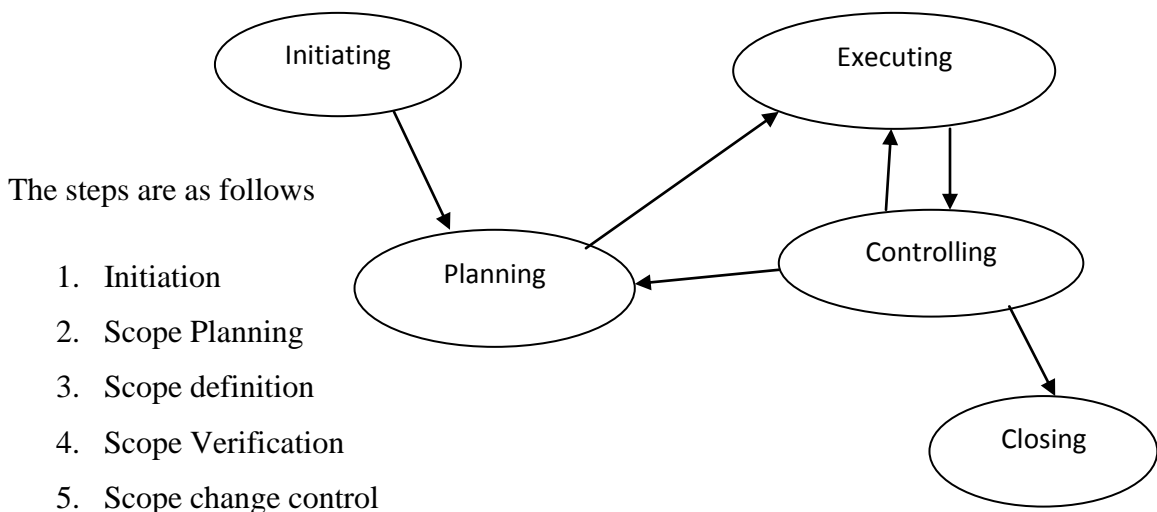 Initiating
Executing
The steps are as follows
Controlling
Planning
1. Initiation
2. Scope Planning
3. Scope definition
4. Scope Verification
5. Scope change control
Closing